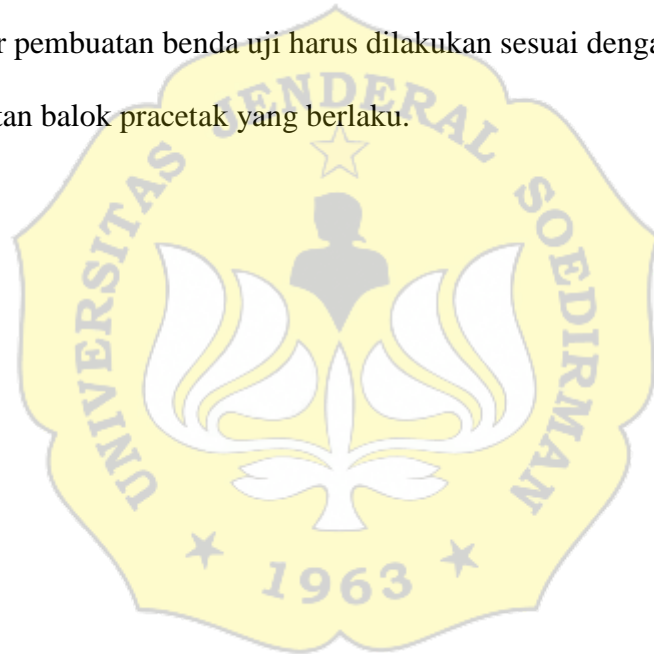 r pembuatan benda uji harus dilakukan sesuai denga
tan balok pracetak yang berlaku.
UNIVERSITAS JENDERAL SOEDIRMAN
1963